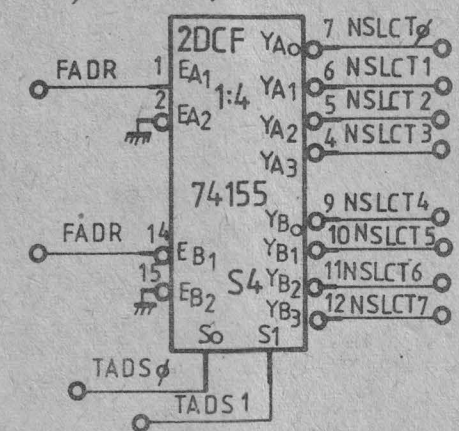 2DCF
1:4
74155
S4
FADR 1 EA1
2 EA2
FADR 14 EB1
15 EB2
YA0 7 NSLCTØ
YA1 6 NSLCT1
YA2 5 NSLCT2
YA3 4 NSLCT3
YB0 9 NSLCT4
YB1 10 NSLCT5
YB2 11 NSLCT6
YB3 12 NSLCT7
S0 S1
TADSØ
TADS1